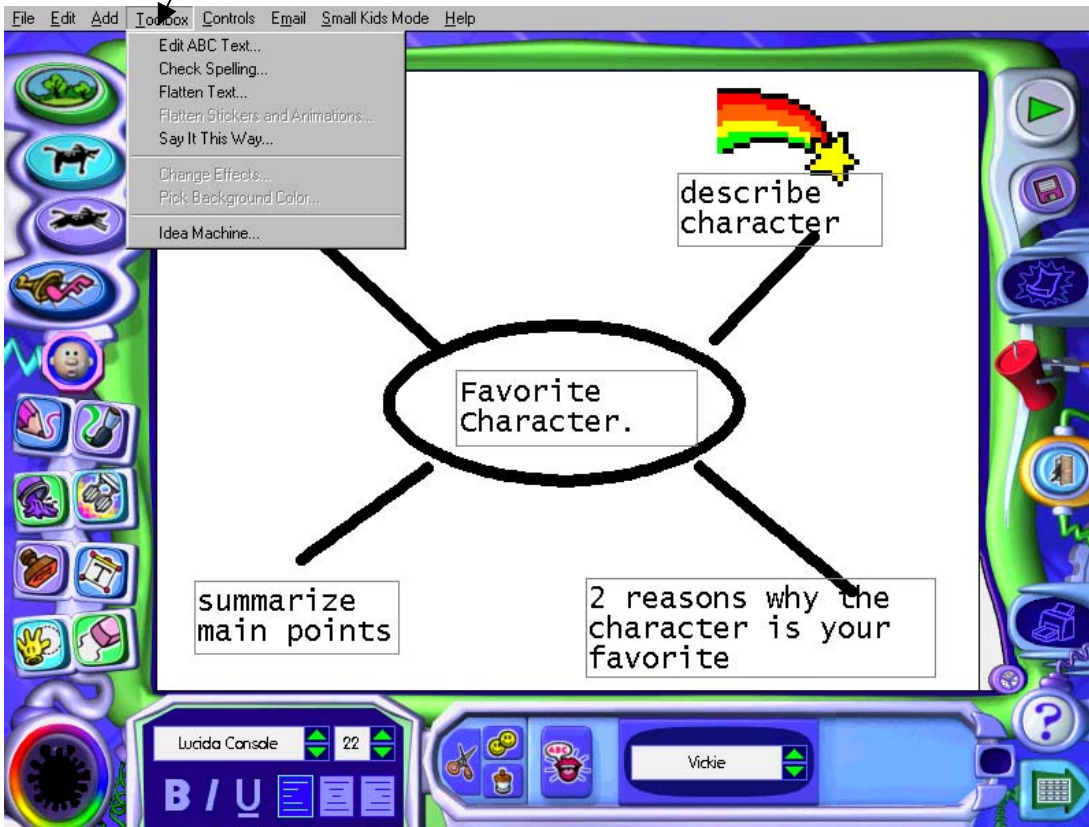 File Edit Add Toolbox Controls Email Small Kids Mode Help
Edit ABC Text...
Check Spelling...
Flatten Text...
Flatten Stickers and Animations...
Say It This Way...
Change Effects...
Pick Background Color...
Idea Machine...
describe
character
Favorite
Character.
summarize
main points
2 reasons why the
character is your
favorite
Lucida Console 22
B I U
ABC
Vickie
T
?